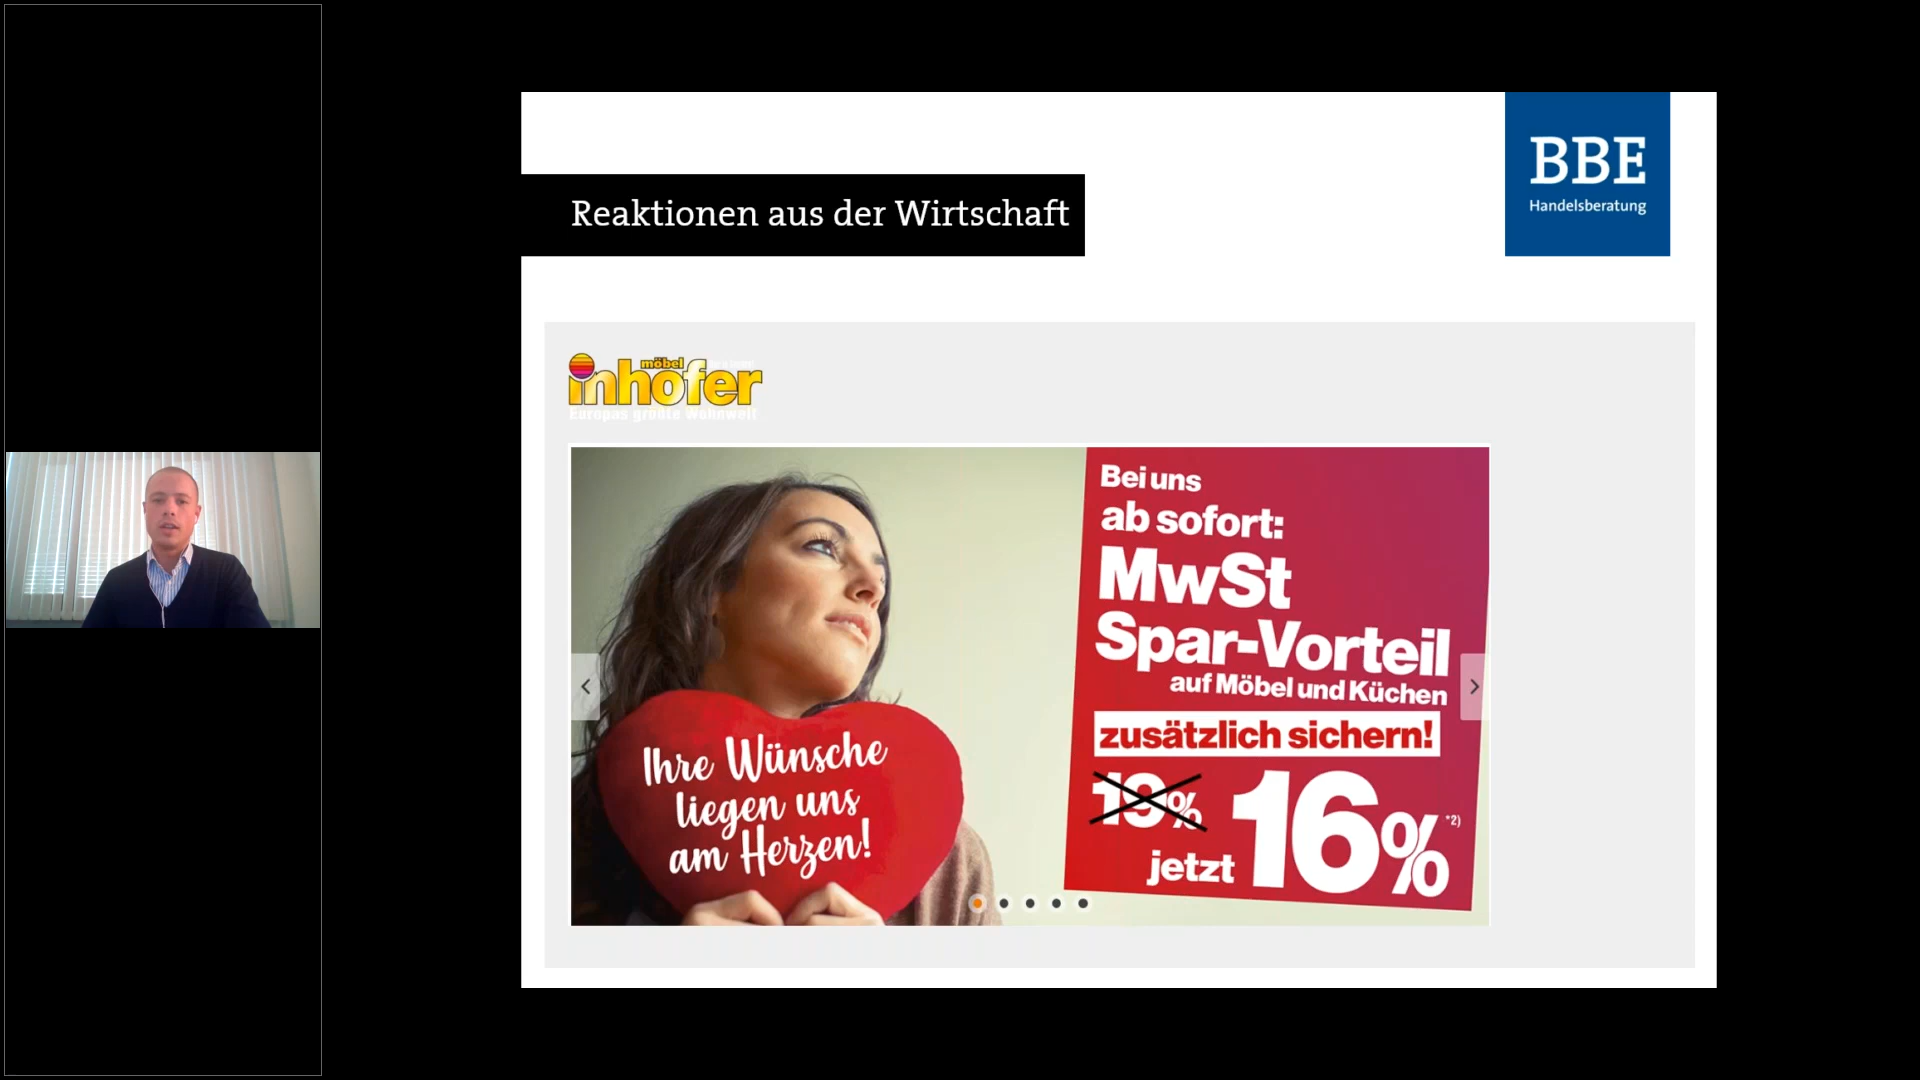 BBE
Handelsberatung
Reaktionen aus der Wirtschaft
möbel
inhofer
Europas größte Wohnwelt
Bei uns
ab sofort:
MwSt
Spar-Vorteil
auf Möbel und Küchen
zusätzlich sichern!
19%
jetzt 16% *2)
Ihre Wünsche
liegen uns
am Herzen!